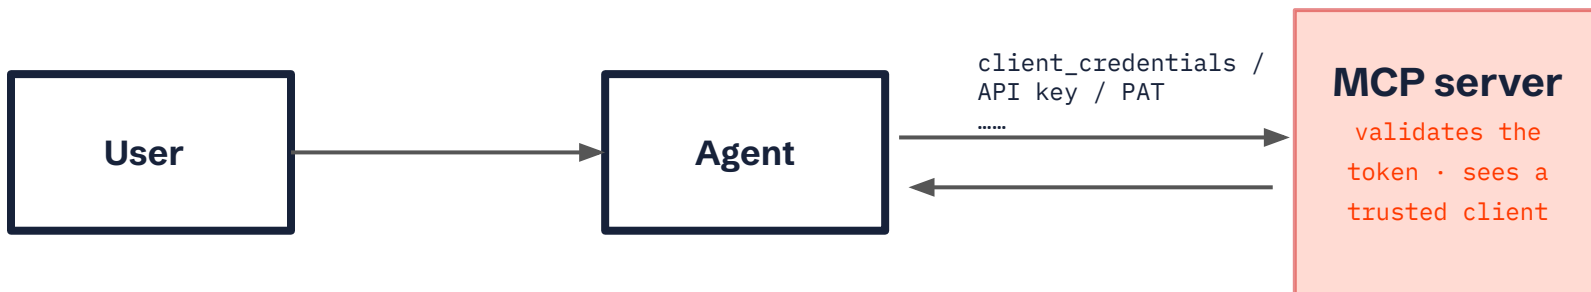 User
Agent
client_credentials /
API key / PAT
……
MCP server
validates the
token · sees a
trusted client